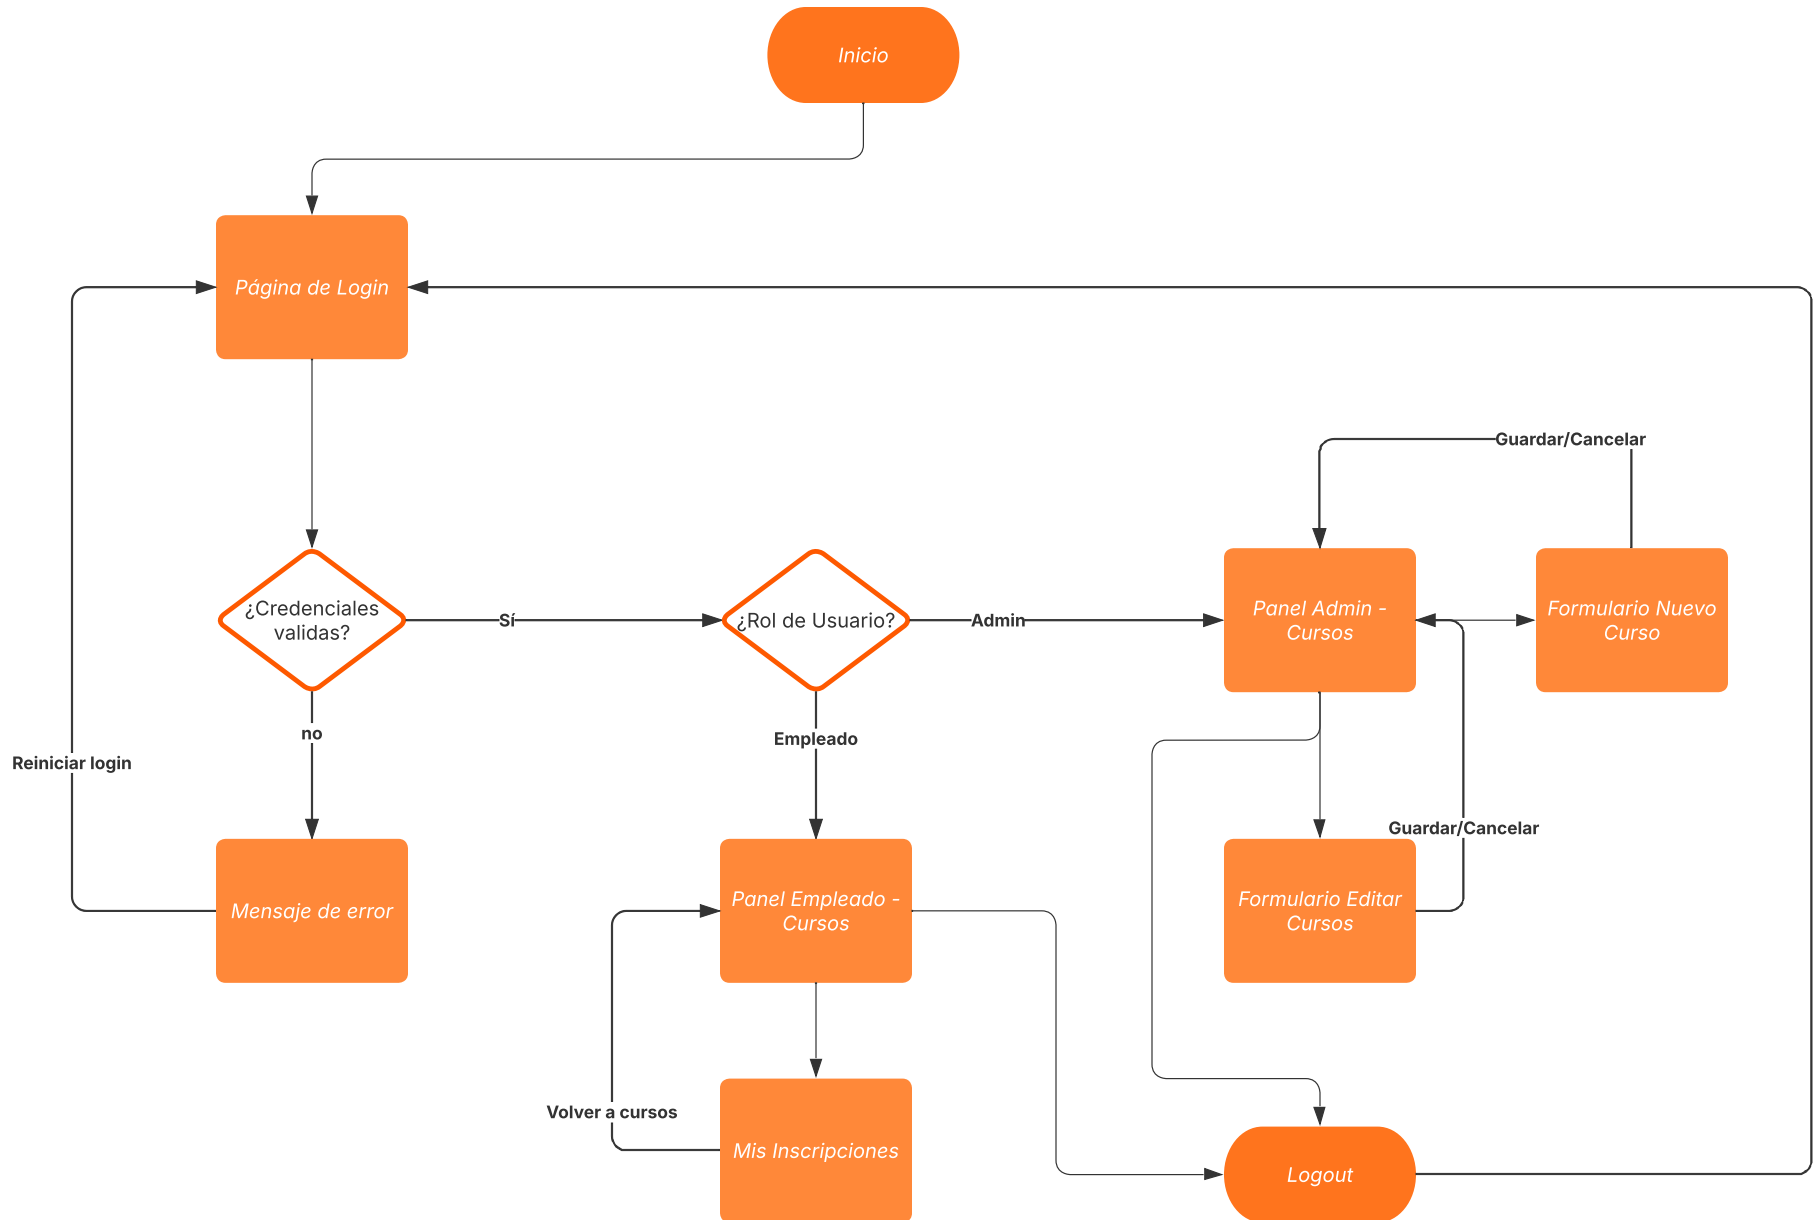 Inicio
Página de Login
Guardar/Cancelar
¿Credenciales
validas?
Sí
¿Rol de Usuario?
Admin
Panel Admin -
Cursos
Formulario Nuevo
Curso
no
Empleado
Reiniciar login
Guardar/Cancelar
Mensaje de error
Panel Empleado -
Cursos
Formulario Editar
Cursos
Volver a cursos
Mis Inscripciones
Logout